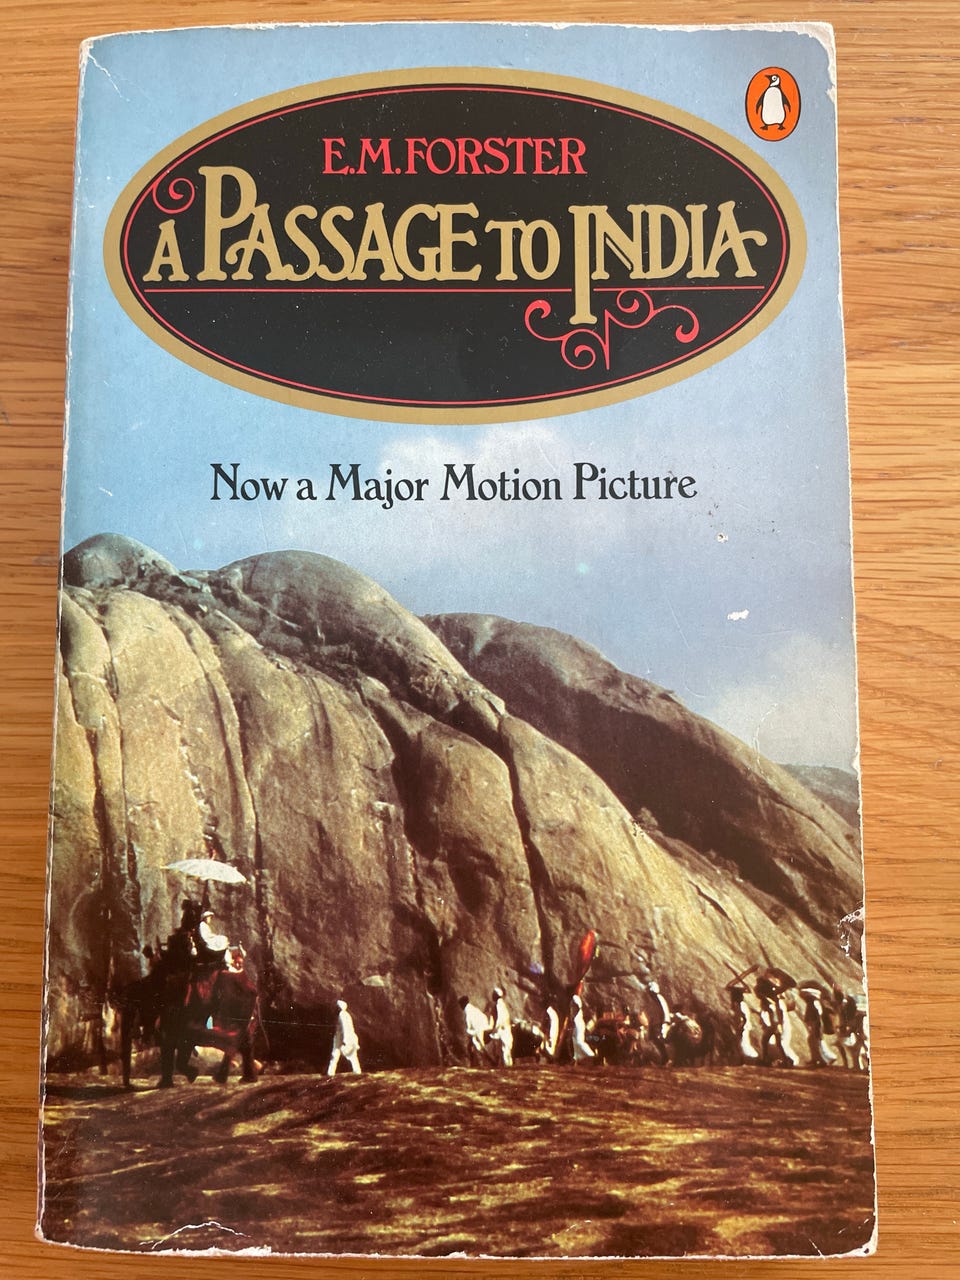 E.M.FORSTER
A PASSAGE TO INDIA
Now a Major Motion Picture